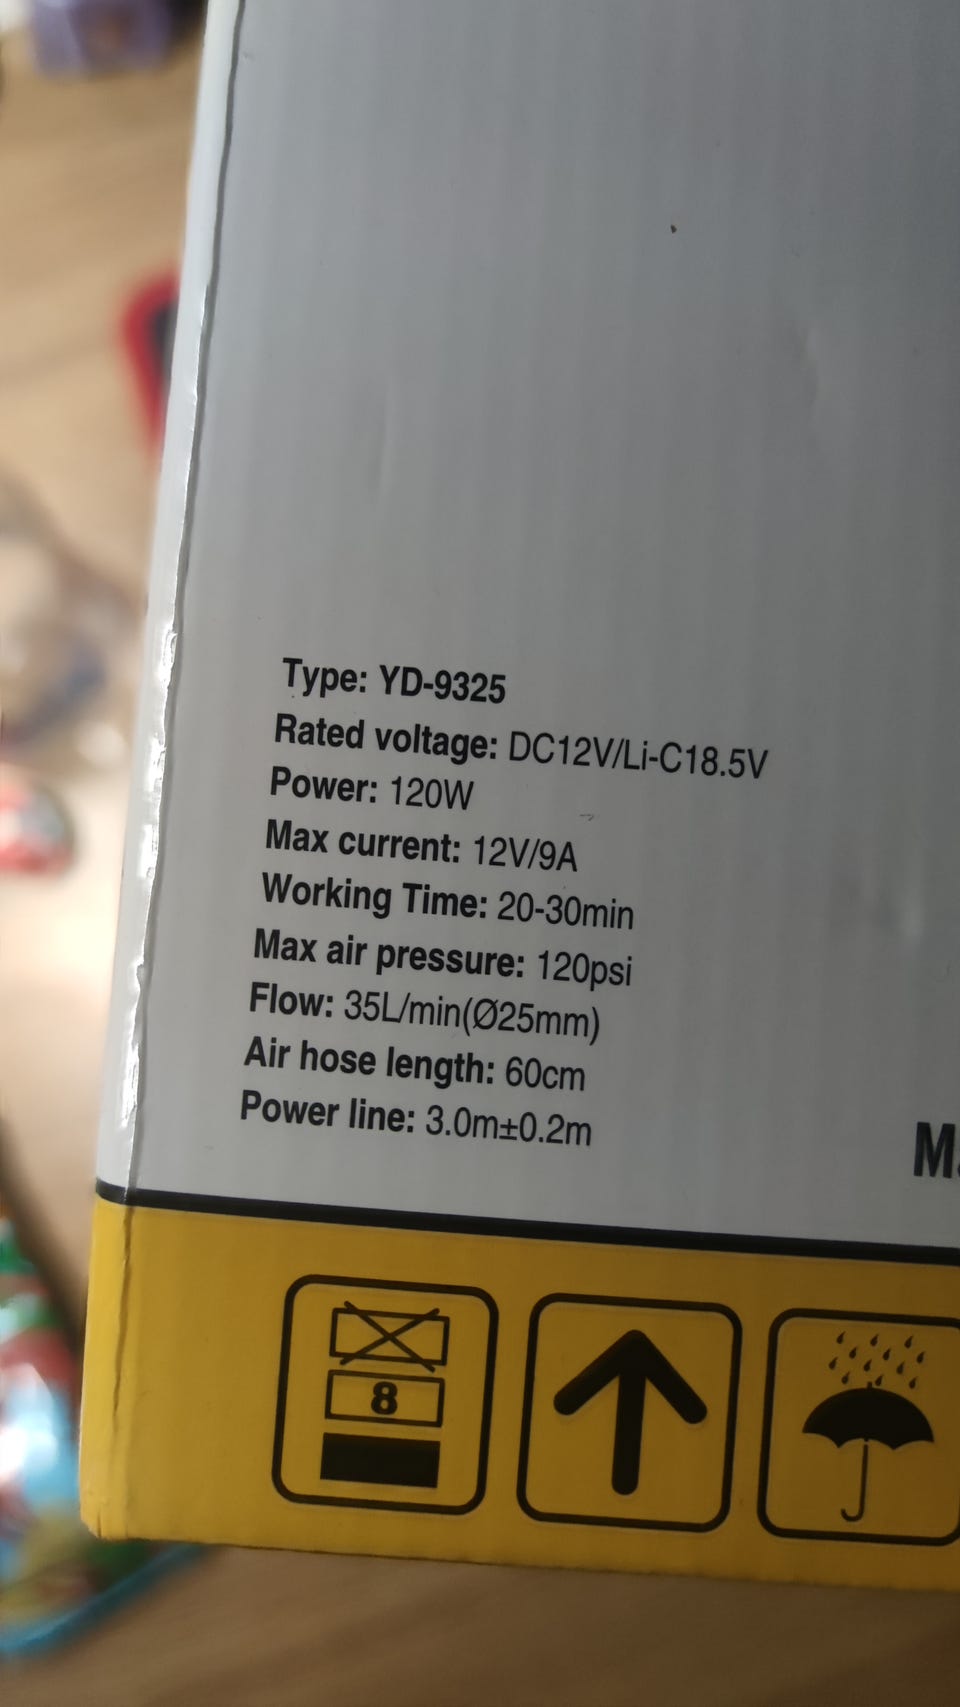 Type: YD-9325
Rated voltage: DC12V/Li-C18.5V
Power: 120W
Max current: 12V/9A
Working Time: 20-30min
Max air pressure: 120psi
Flow: 35L/min(Ø25mm)
Air hose length: 60cm
Power line: 3.0m±0.2m
8